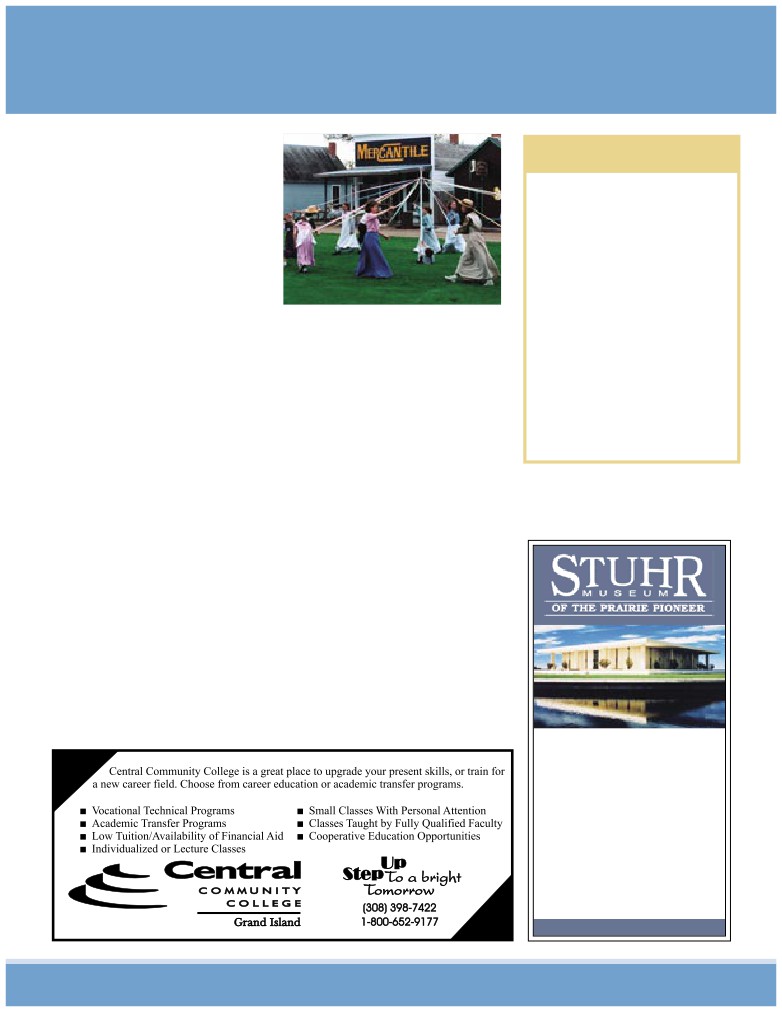 MERCANTILE
STUHR
MUSEUM
OF THE PRAIRIE PIONEER
Central Community College is a great place to upgrade your present skills, or train for
a new career field. Choose from career education or academic transfer programs.
■ Vocational Technical Programs
■ Academic Transfer Programs
■ Low Tuition/Availability of Financial Aid
■ Individualized or Lecture Classes
■ Small Classes With Personal Attention
■ Classes Taught by Fully Qualified Faculty
■ Cooperative Education Opportunities
Central
COMMUNITY
COLLEGE
Grand Island
Step Up
To a bright
Tomorrow
(308) 398-7422
1-800-652-9177